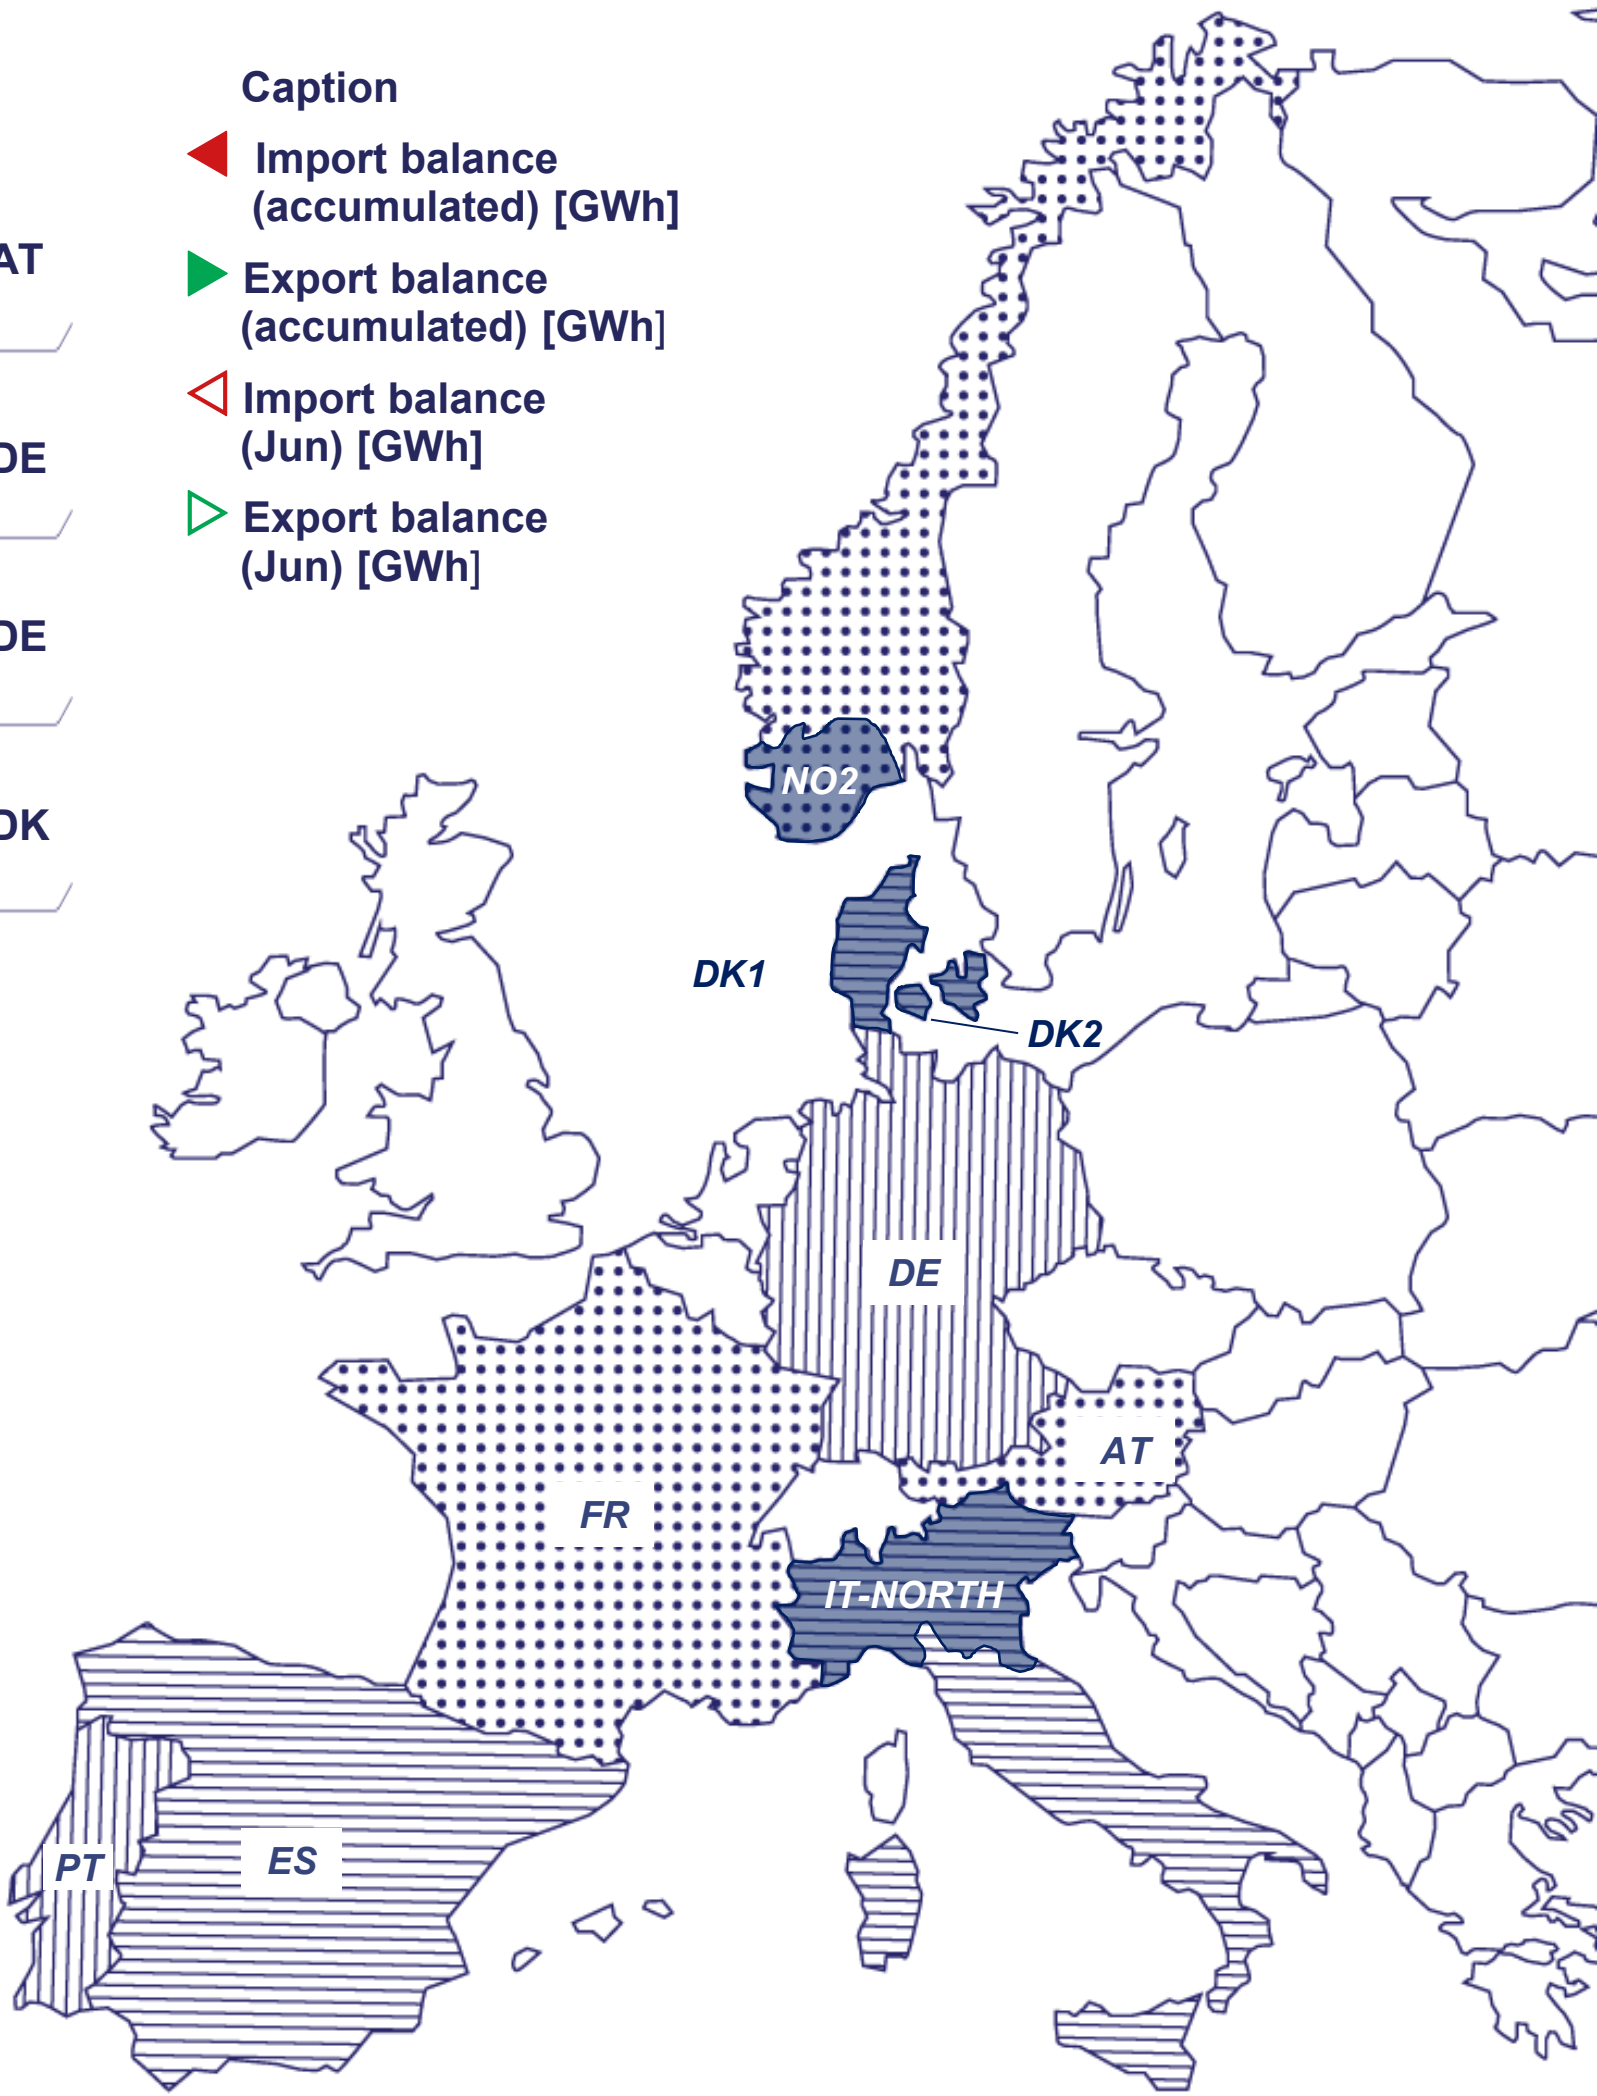 Caption
Import balance
(accumulated) [GWh]
AT
Export balance
(accumulated) [GWh]
Import balance
(Jun) [GWh]
DE
Export balance
(Jun) [GWh]
DE
NO2
DK
DK1
DK2
DE
AT
FR
IT-NORTH
ES
PT